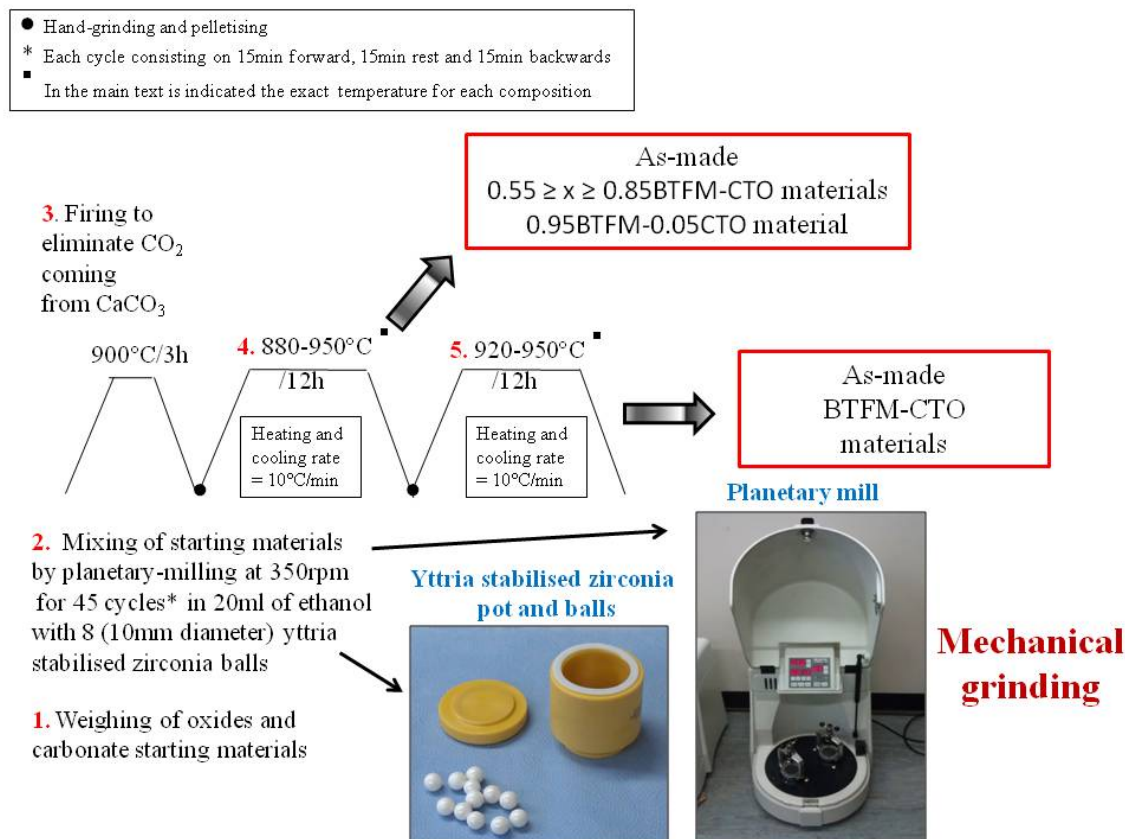 ● Hand-grinding and pelletising
* Each cycle consisting on 15min forward, 15min rest and 15min backwards
▪ In the main text is indicated the exact temperature for each composition
As-made
0.55 ≥ x ≥ 0.85BTFM-CTO materials
0.95BTFM-0.05CTO material
3. Firing to
eliminate CO₂
coming
from CaCO₃
900°C/3h
4. 880-950°C ▪
/12h
Heating and
cooling rate
= 10°C/min
5. 920-950°C ▪
/12h
Heating and
cooling rate
= 10°C/min
As-made
BTFM-CTO
materials
2. Mixing of starting materials
by planetary-milling at 350rpm
for 45 cycles* in 20ml of ethanol
with 8 (10mm diameter) yttria
stabilised zirconia balls
1. Weighing of oxides and
carbonate starting materials
Yttria stabilised zirconia
pot and balls
Planetary mill
Mechanical
grinding